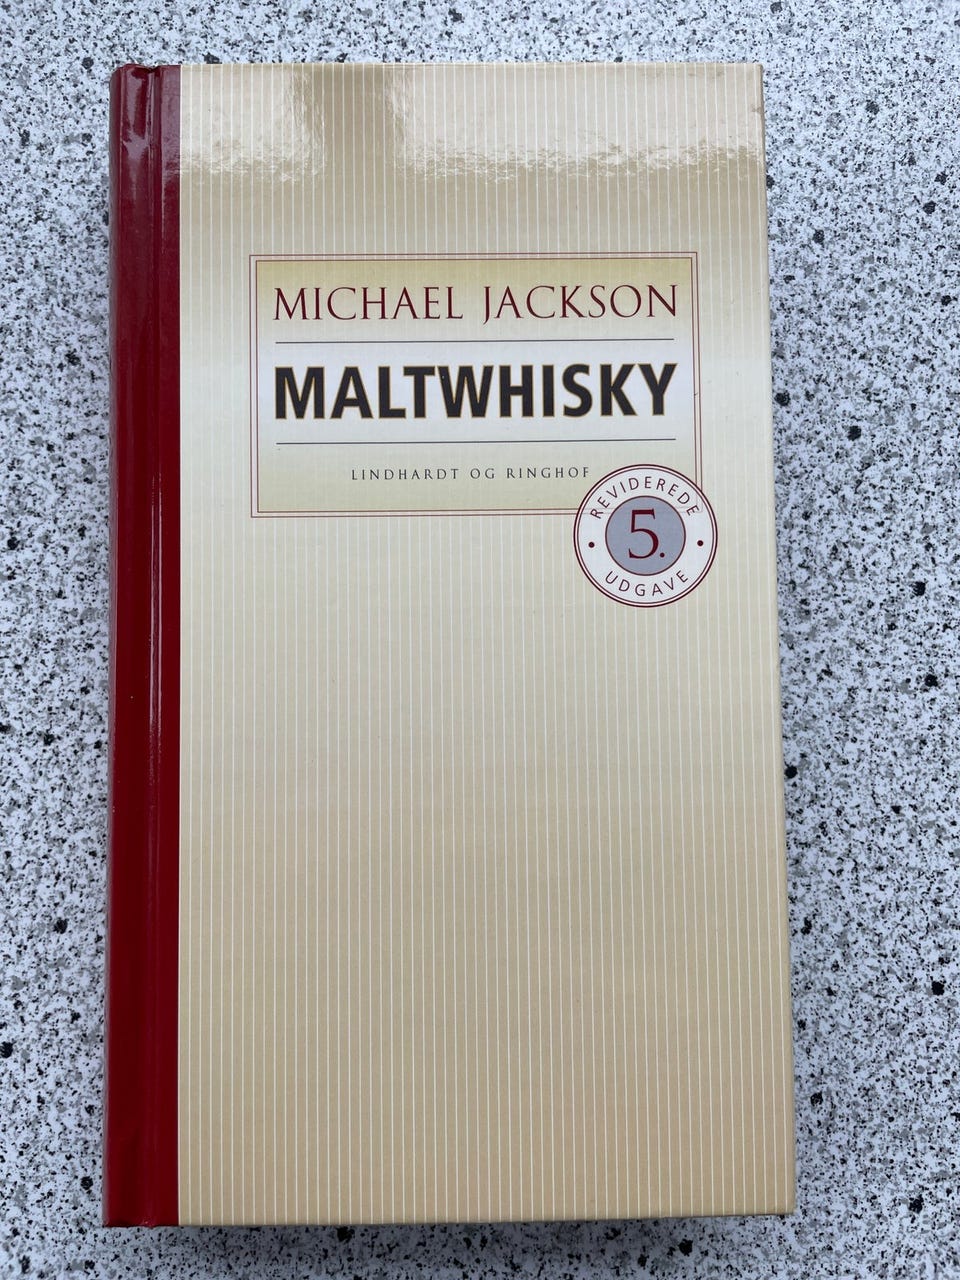 MICHAEL JACKSON
MALTWHISKY
LINDHARDT OG RINGHOF
REVIDEREDE
5.
UDGAVE